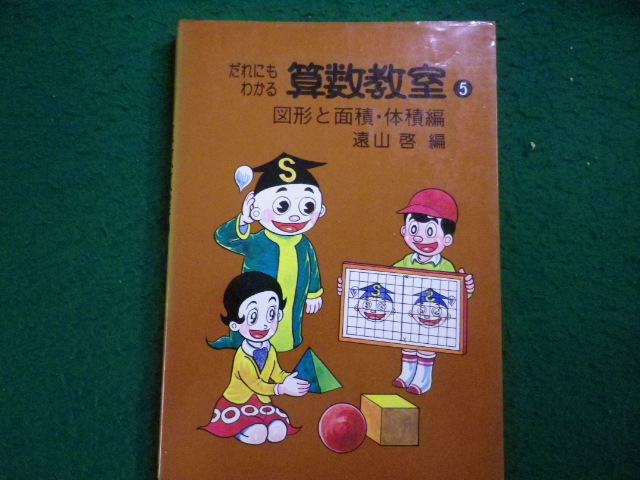 だれにも
わかる
算数教室 5
図形と面積・体積編
遠山 啓 編
S
S
S